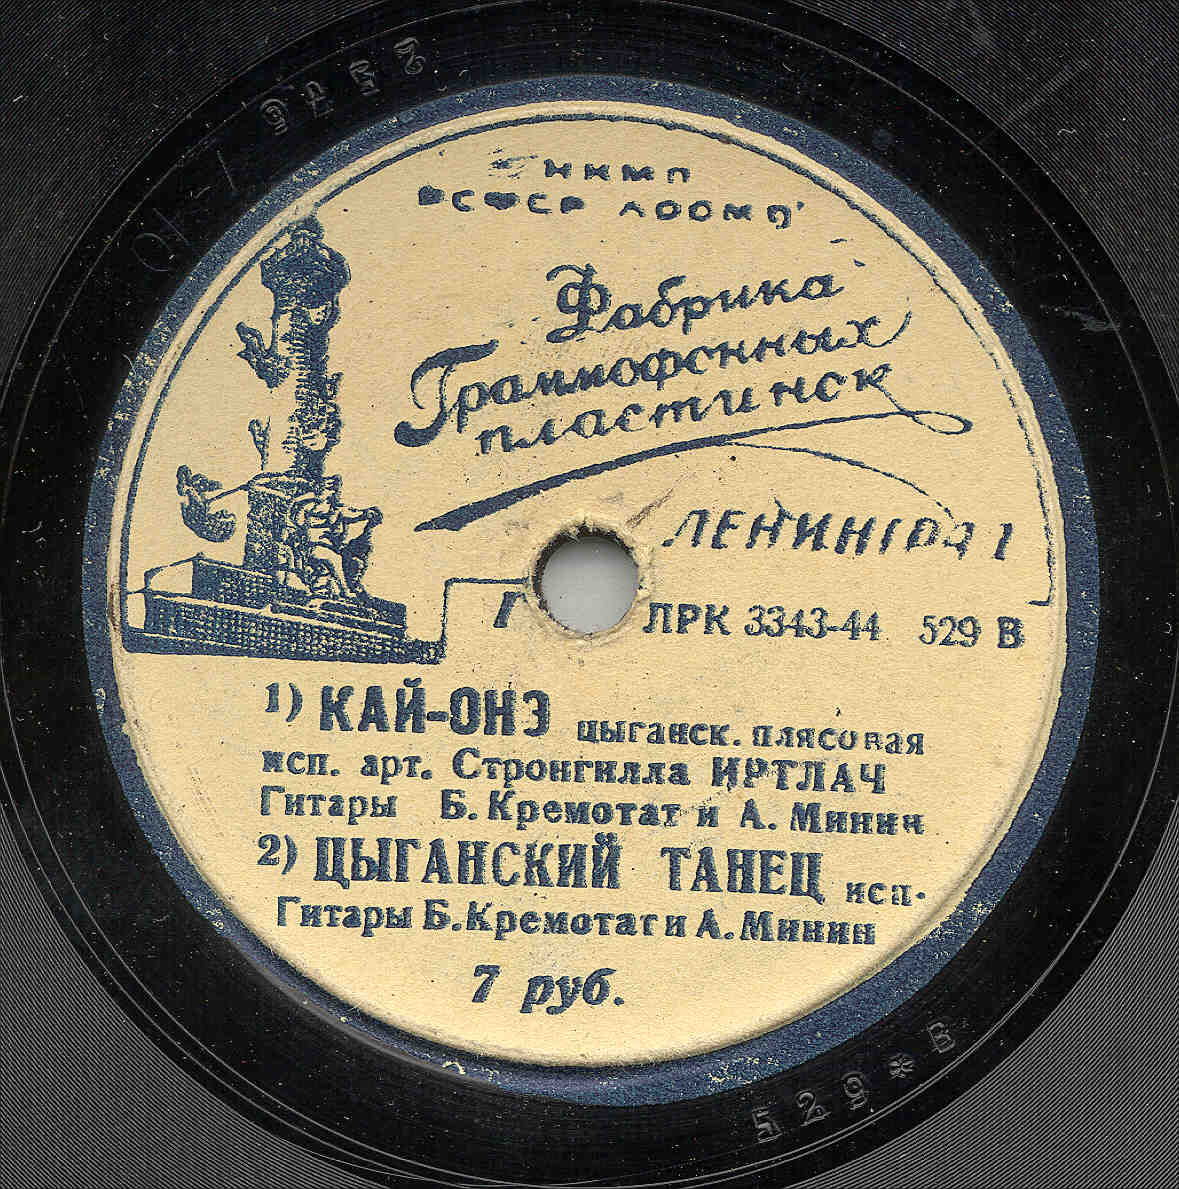 НКМП
РСФСР ЛООМП
Фабрика
Граммофонных
пластинок
ЛЕНИНГРАД
Г ЛРК 3343-44 529 В
1) КАЙ-ОНЭ цыганск. плясовая
исп. арт. Стронгилла ИРТЛАЧ
Гитары Б. Кремотат и А. Минин
2) ЦЫГАНСКИЙ ТАНЕЦ исп.
Гитары Б. Кремотат и А. Минин
7 руб.
529*В